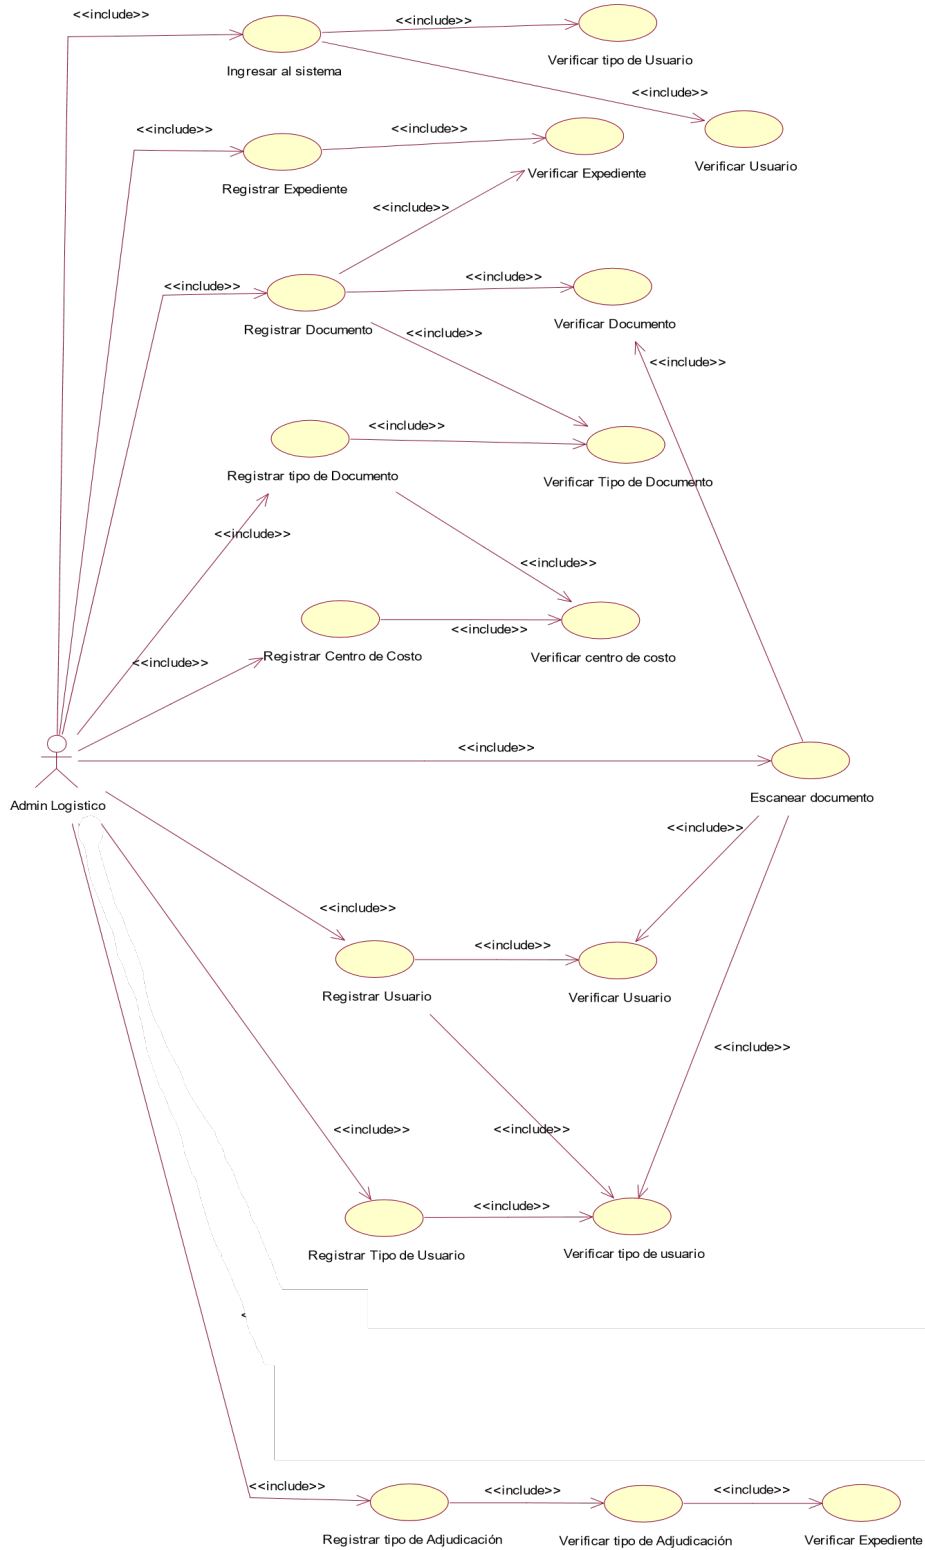 <<include>>
<<include>>
Ingresar al sistema
Verificar tipo de Usuario
<<include>>
Verificar Usuario
<<include>>
<<include>>
Registrar Expediente
Verificar Expediente
<<include>>
<<include>>
<<include>>
Registrar Documento
Verificar Documento
<<include>>
<<include>>
<<include>>
Registrar tipo de Documento
Verificar Tipo de Documento
<<include>>
<<include>>
<<include>>
Registrar Centro de Costo
Verificar centro de costo
<<include>>
<<include>>
Admin Logistico
Escanear documento
<<include>>
<<include>>
<<include>>
Registrar Usuario
Verificar Usuario
<<include>>
<<include>>
<<include>>
<<include>>
Registrar Tipo de Usuario
Verificar tipo de usuario
<
<<include>>
<<include>>
<<include>>
Registrar tipo de Adjudicación
Verificar tipo de Adjudicación
Verificar Expediente